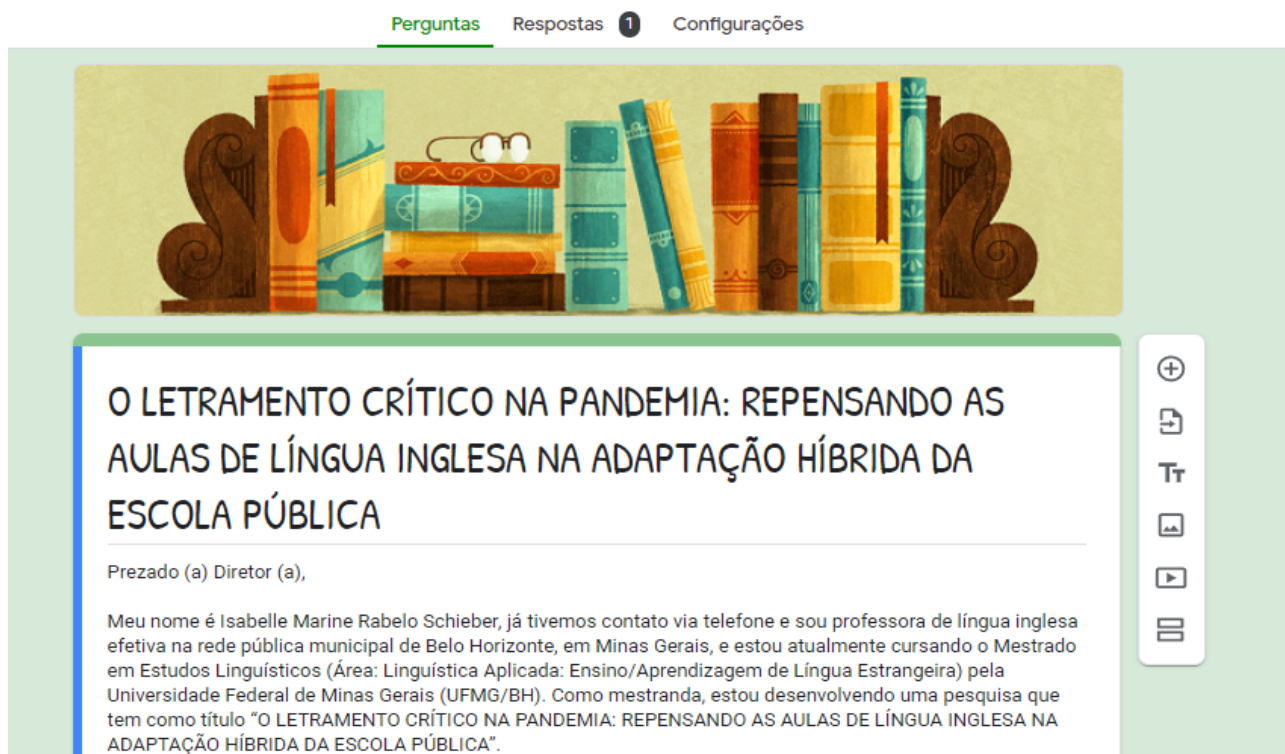 Perguntas Respostas 1 Configurações
O LETRAMENTO CRÍTICO NA PANDEMIA: REPENSANDO AS
AULAS DE LÍNGUA INGLESA NA ADAPTAÇÃO HÍBRIDA DA
ESCOLA PÚBLICA
Prezado (a) Diretor (a),
Meu nome é Isabelle Marine Rabelo Schieber, já tivemos contato via telefone e sou professora de língua inglesa
efetiva na rede pública municipal de Belo Horizonte, em Minas Gerais, e estou atualmente cursando o Mestrado
em Estudos Linguísticos (Área: Linguística Aplicada: Ensino/Aprendizagem de Língua Estrangeira) pela
Universidade Federal de Minas Gerais (UFMG/BH). Como mestranda, estou desenvolvendo uma pesquisa que
tem como título “O LETRAMENTO CRÍTICO NA PANDEMIA: REPENSANDO AS AULAS DE LÍNGUA INGLESA NA
ADAPTAÇÃO HÍBRIDA DA ESCOLA PÚBLICA”.
Tт